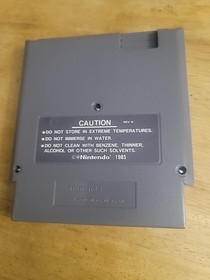 CAUTION
•DO NOT STORE IN EXTREME TEMPERATURES.
•DO NOT IMMERSE IN WATER.
•DO NOT CLEAN WITH BENZENE, THINNER,
ALCOHOL OR OTHER SUCH SOLVENTS.
©®Nintendo® 1985